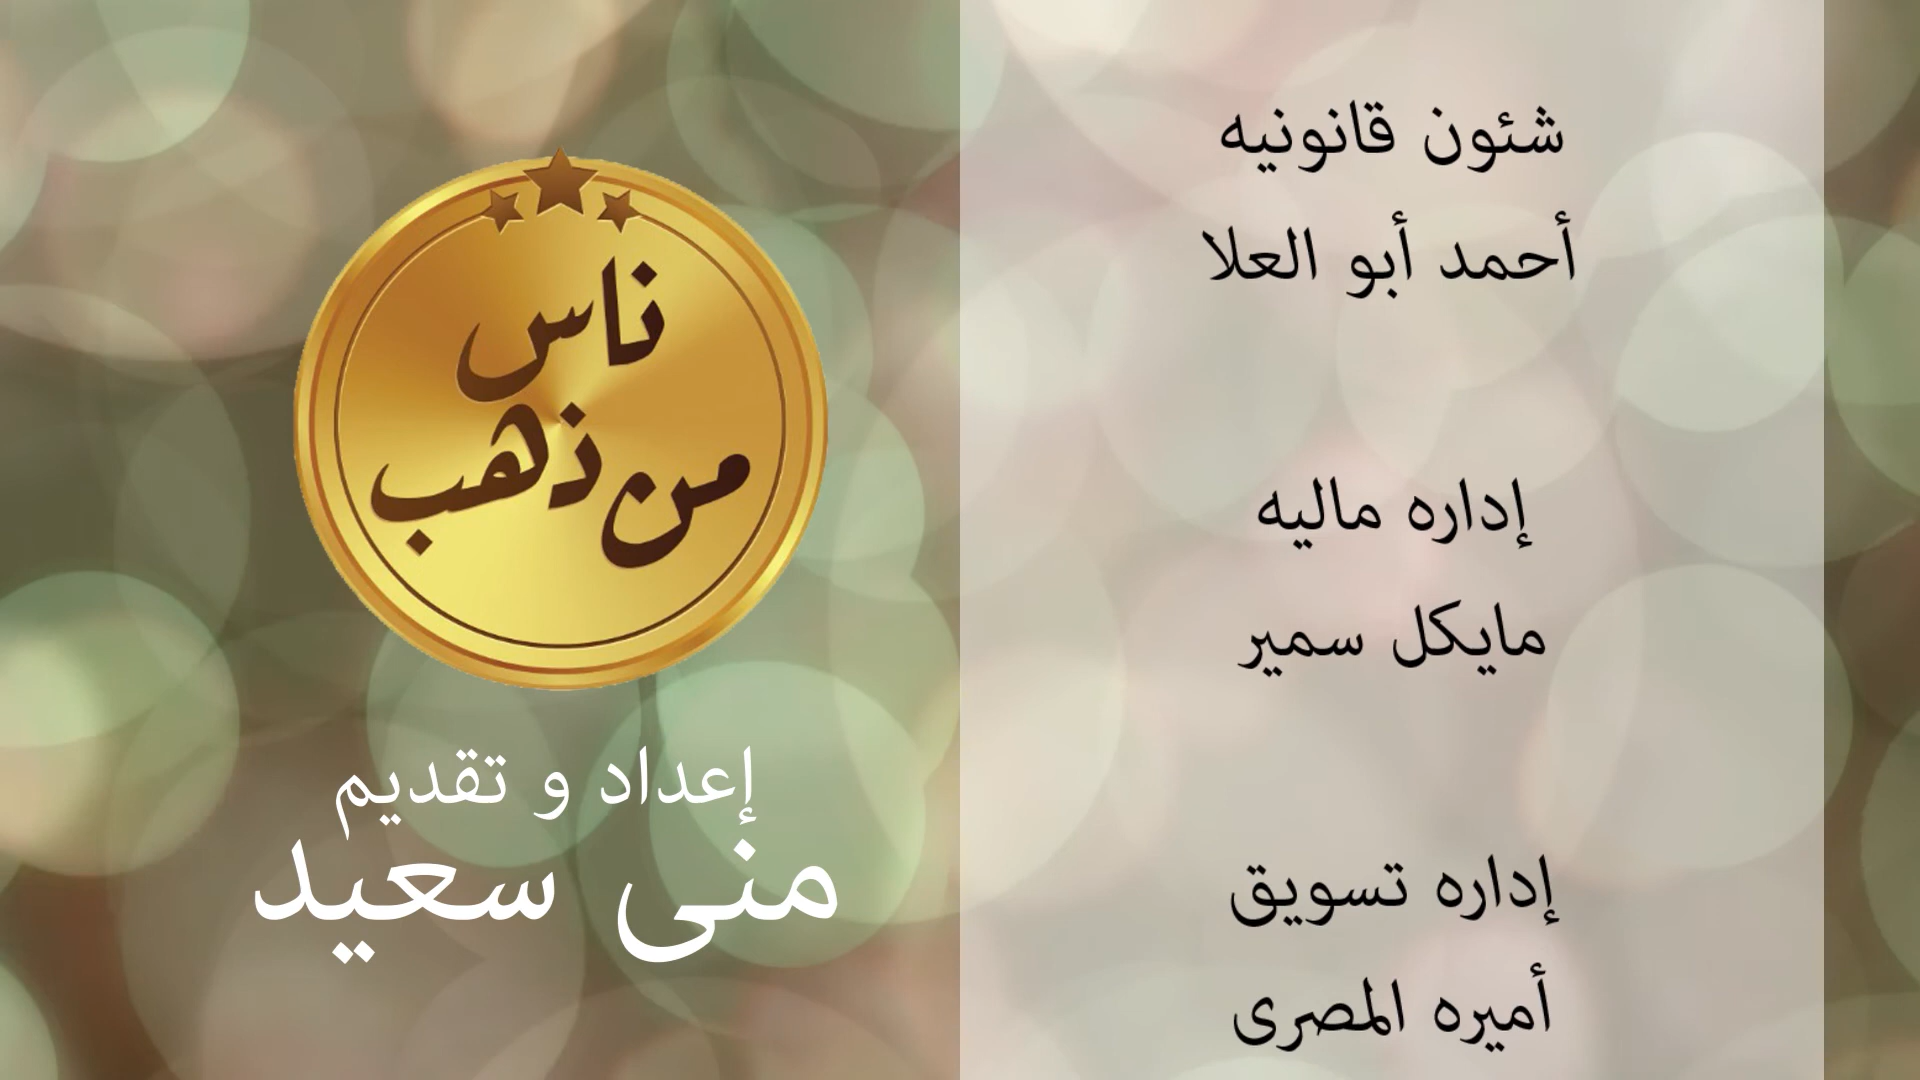 ناس
من ذهب
إعداد و تقديم
منى سعيد
شئون قانونيه
أحمد أبو العلا
إداره ماليه
مايكل سمير
إداره تسويق
أميره المصرى